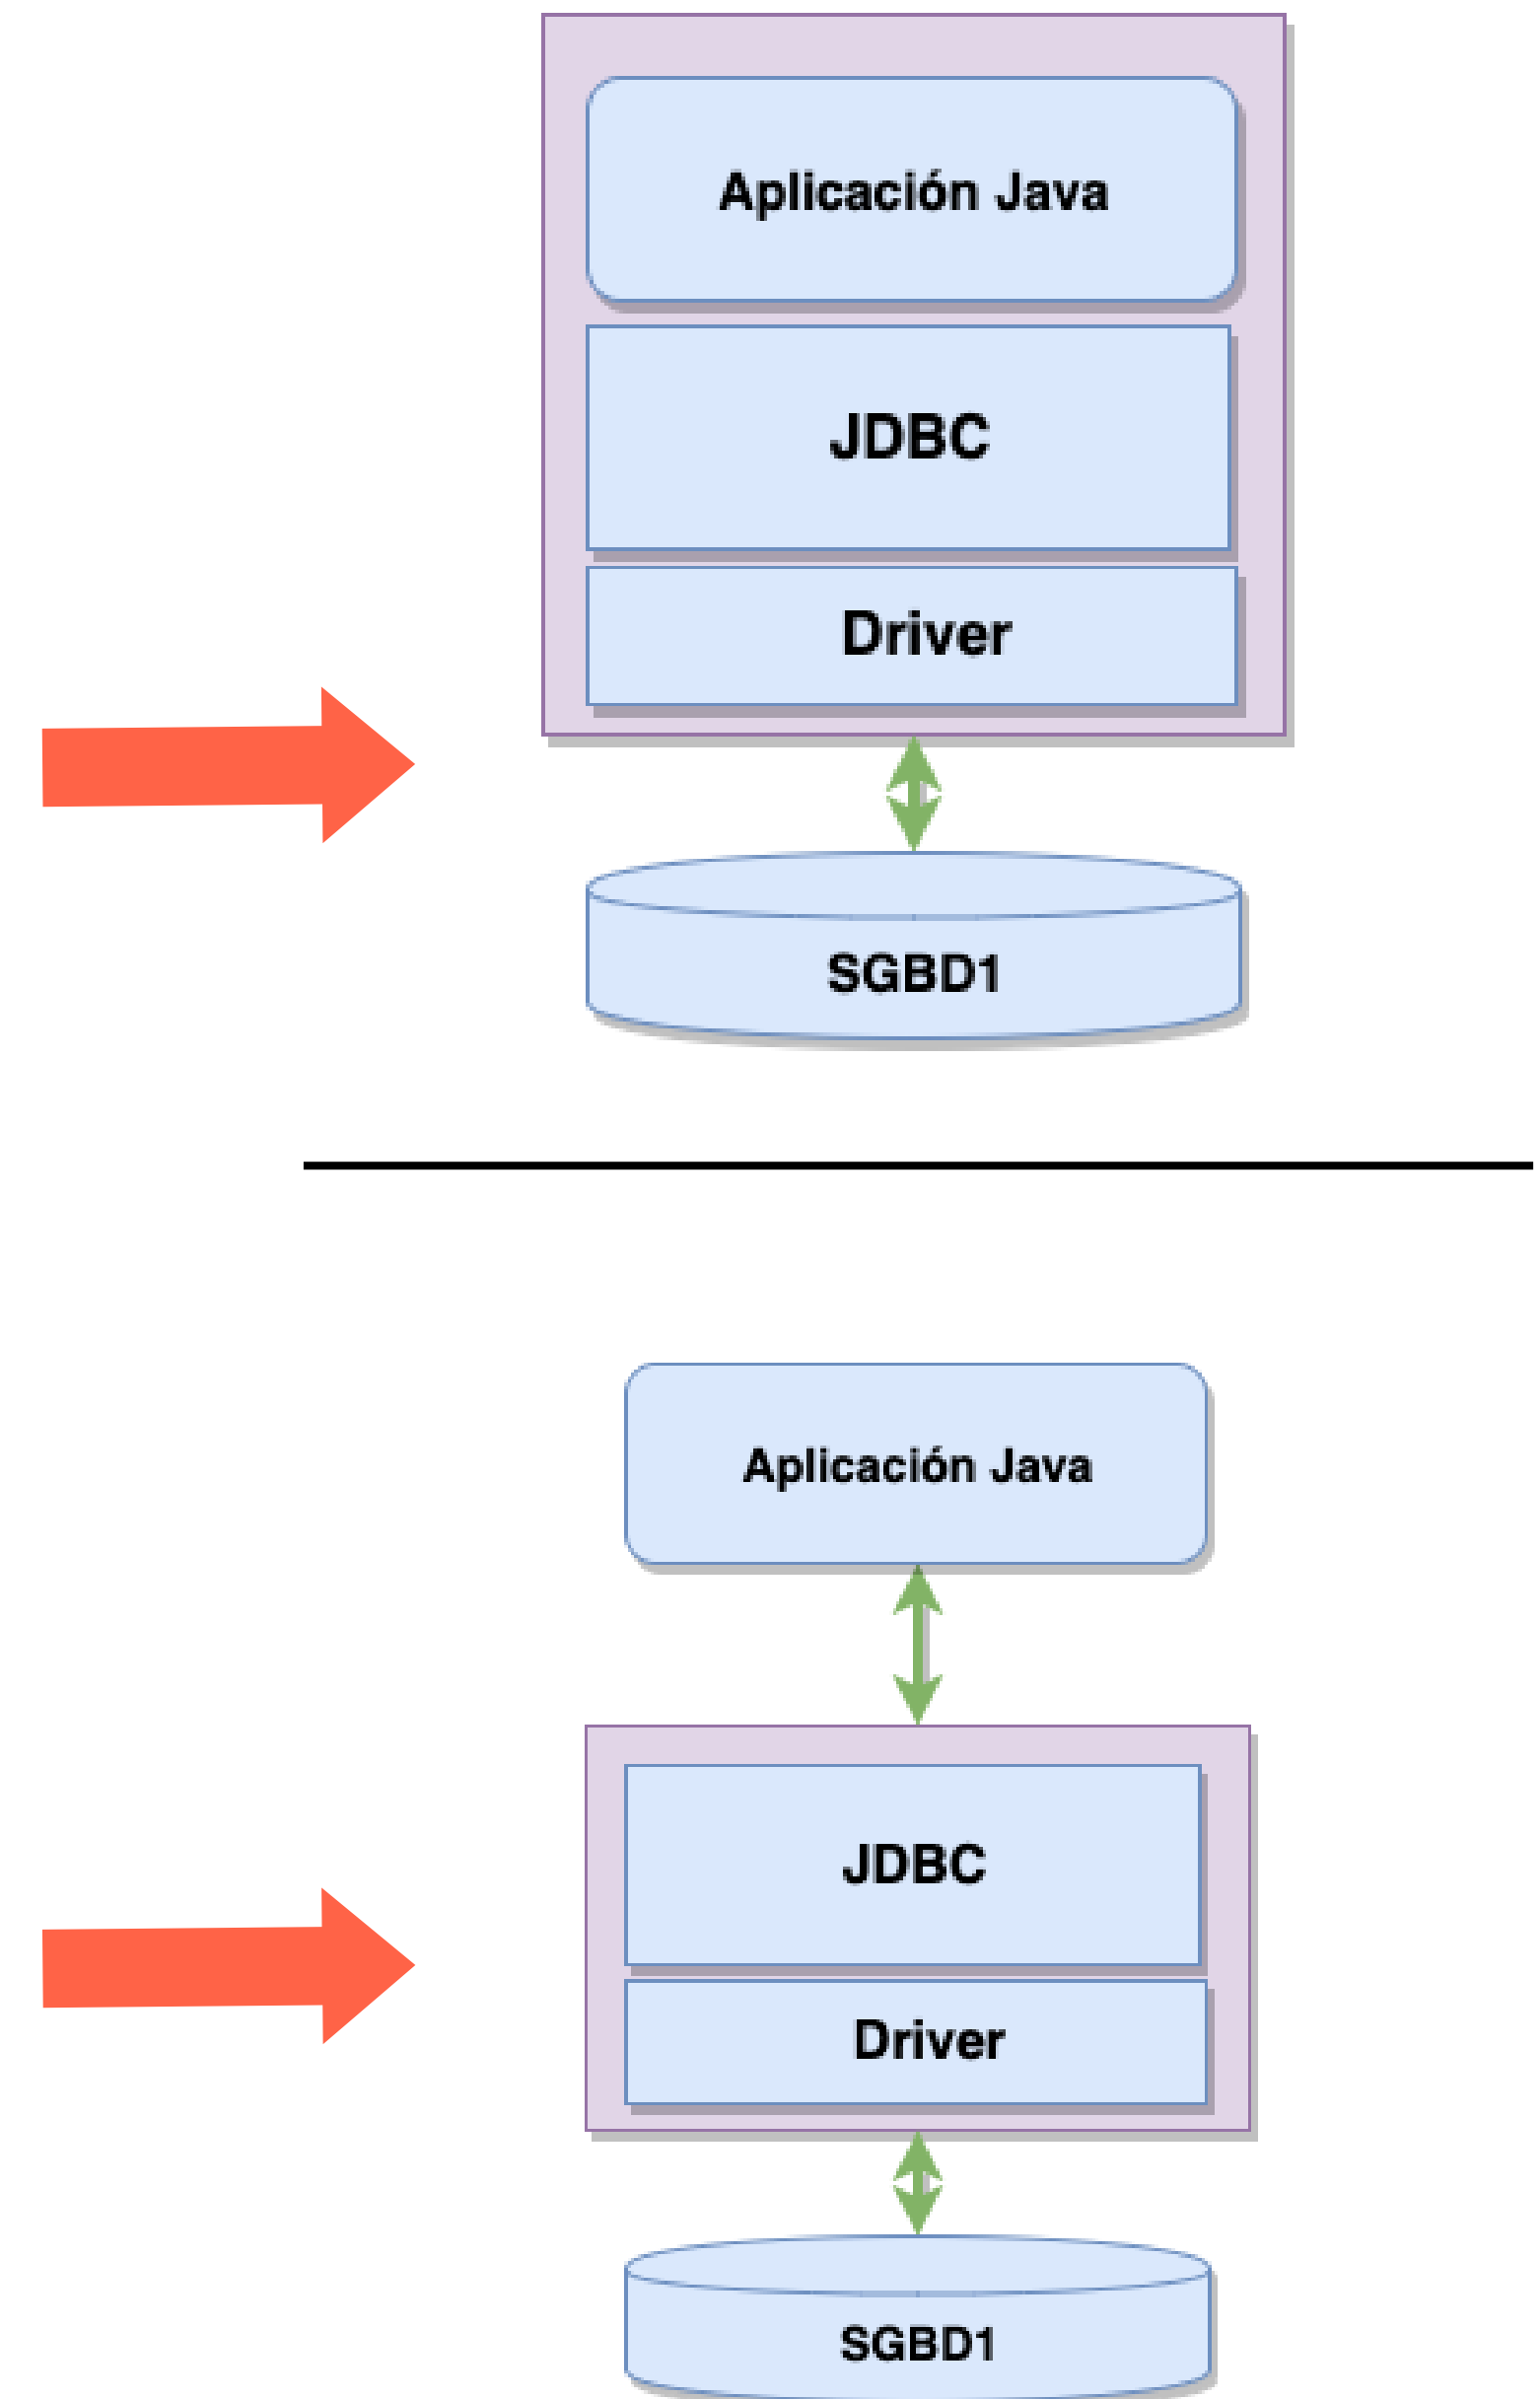 Aplicación Java
JDBC
Driver
SGBD1
Aplicación Java
JDBC
Driver
SGBD1